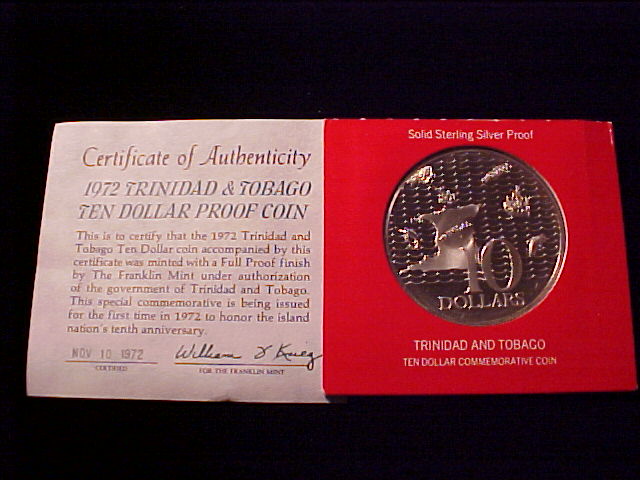 Certificate of Authenticity
1972 TRINIDAD & TOBAGO
TEN DOLLAR PROOF COIN
This is to certify that the 1972 Trinidad and
Tobago Ten Dollar coin accompanied by this
certificate was minted with a Full Proof finish
by The Franklin Mint under authorization
of the government of Trinidad and Tobago.
This special commemorative is being issued
for the first time in 1972 to honor the island
nation's tenth anniversary.
NOV 10 1972
CERTIFIED
William
FOR THE FRANKLIN MINT
Solid Sterling Silver Proof
10
DOLLARS
TRINIDAD AND TOBAGO
TEN DOLLAR COMMEMORATIVE COIN